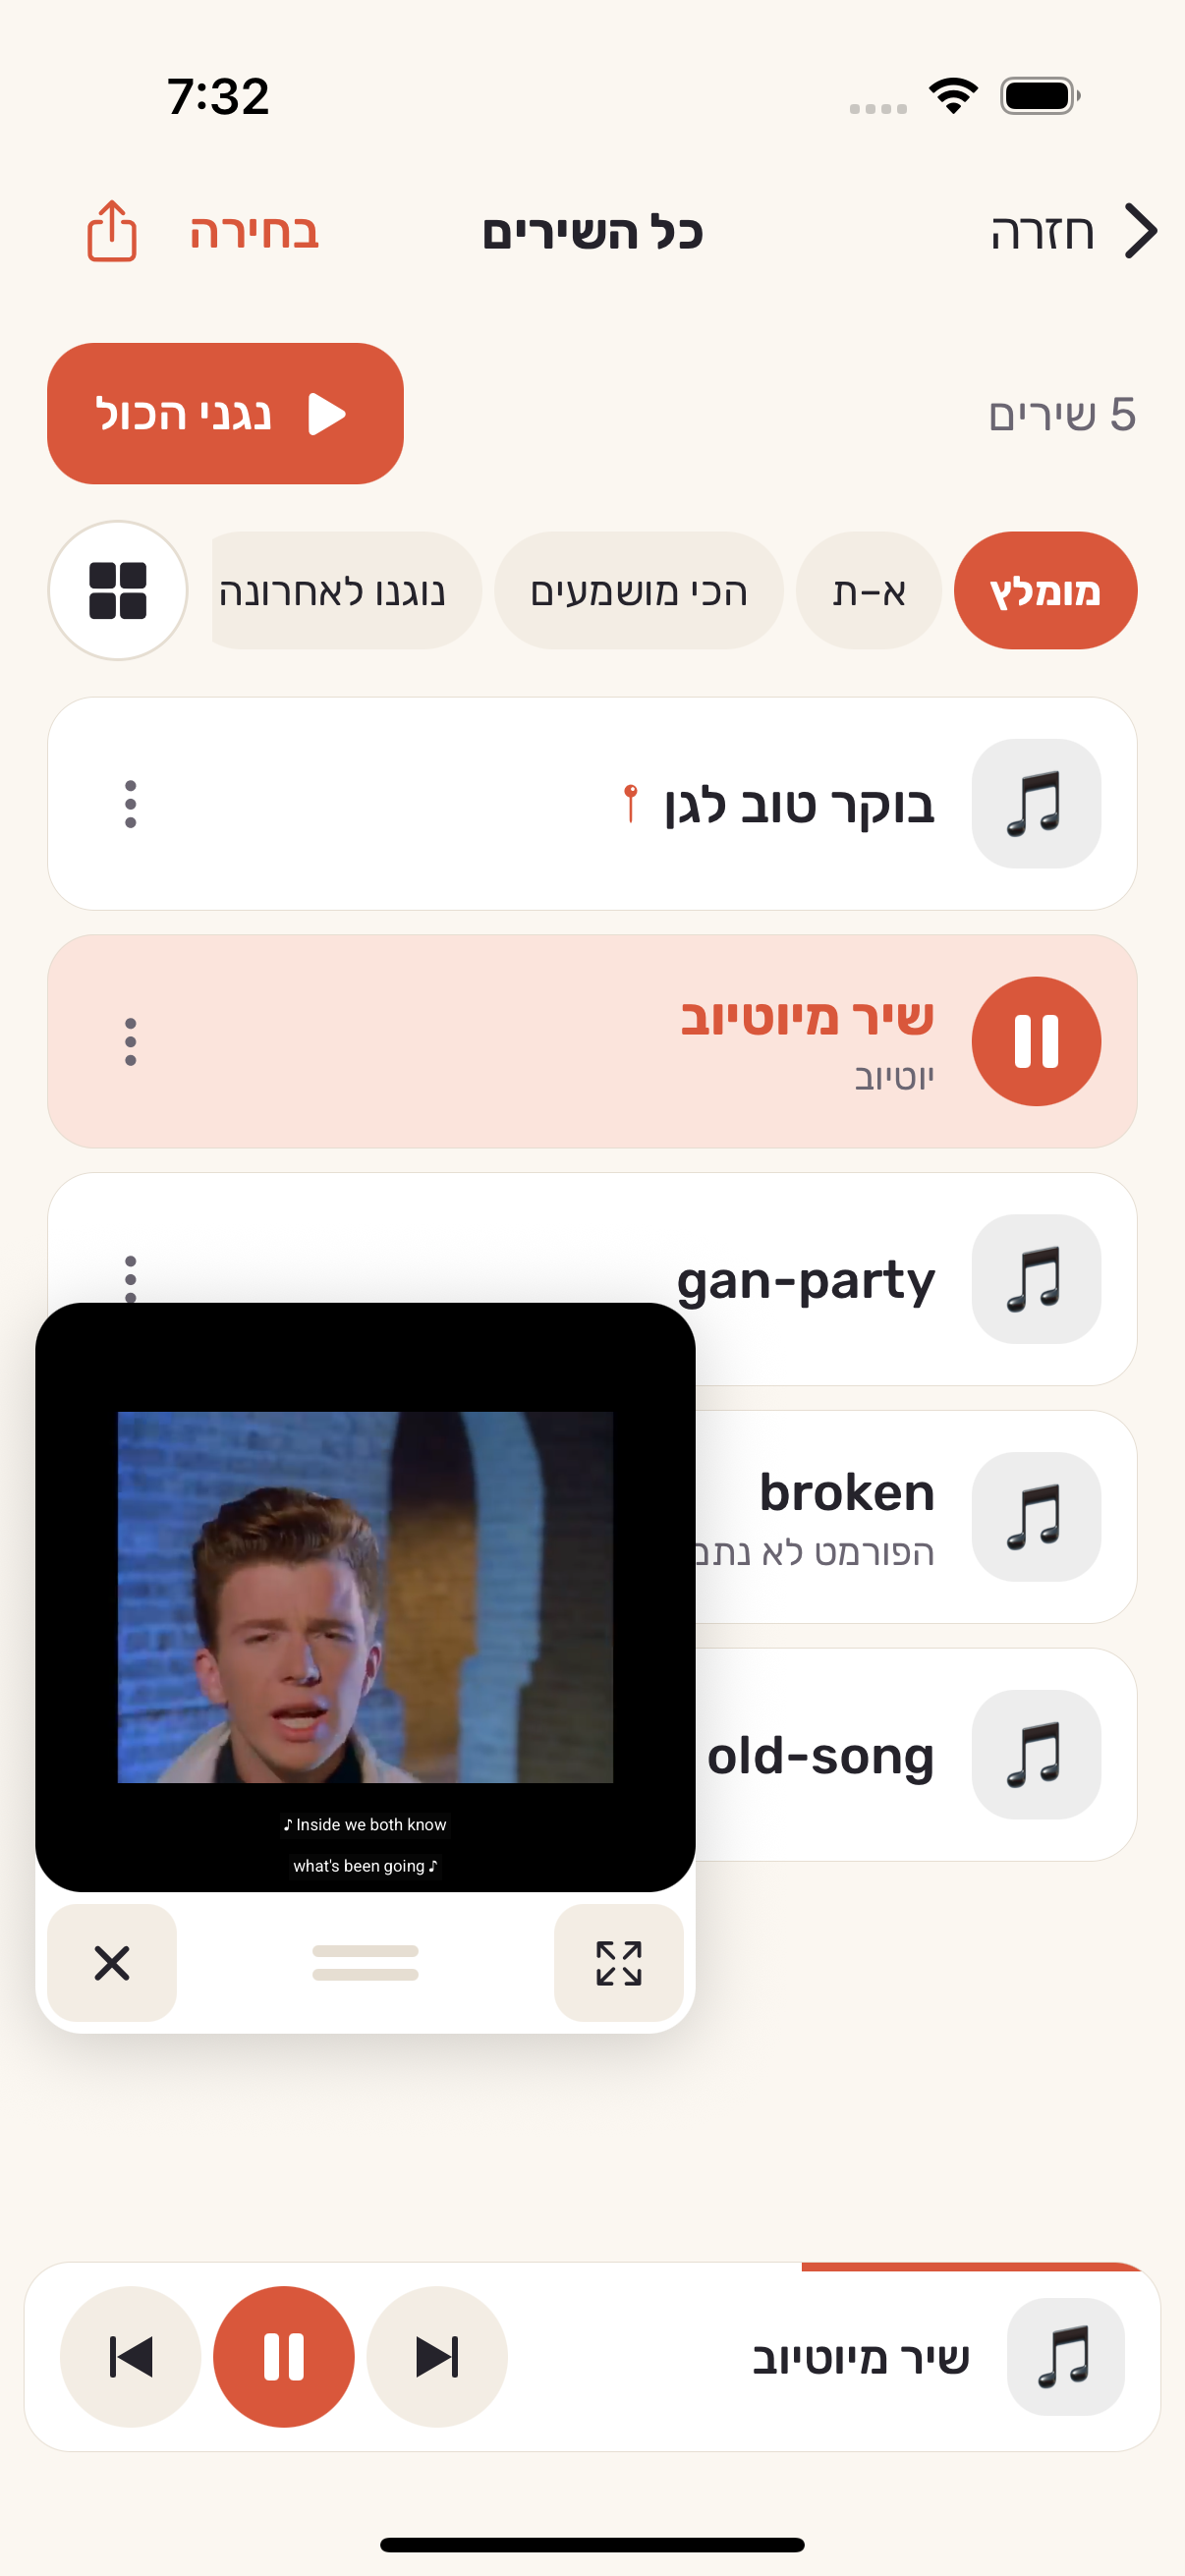 7:32
חזרה
כל השירים
בחירה
5 שירים
נגני הכול
מומלץ
א-ת
הכי מושמעים
נוגנו לאחרונה
בוקר טוב לגן
שיר מיוטיוב
יוטיוב
gan-party
broken
הפורמט לא
old-song
♪ Inside we both know
what's been going ♪
שיר מיוטיוב